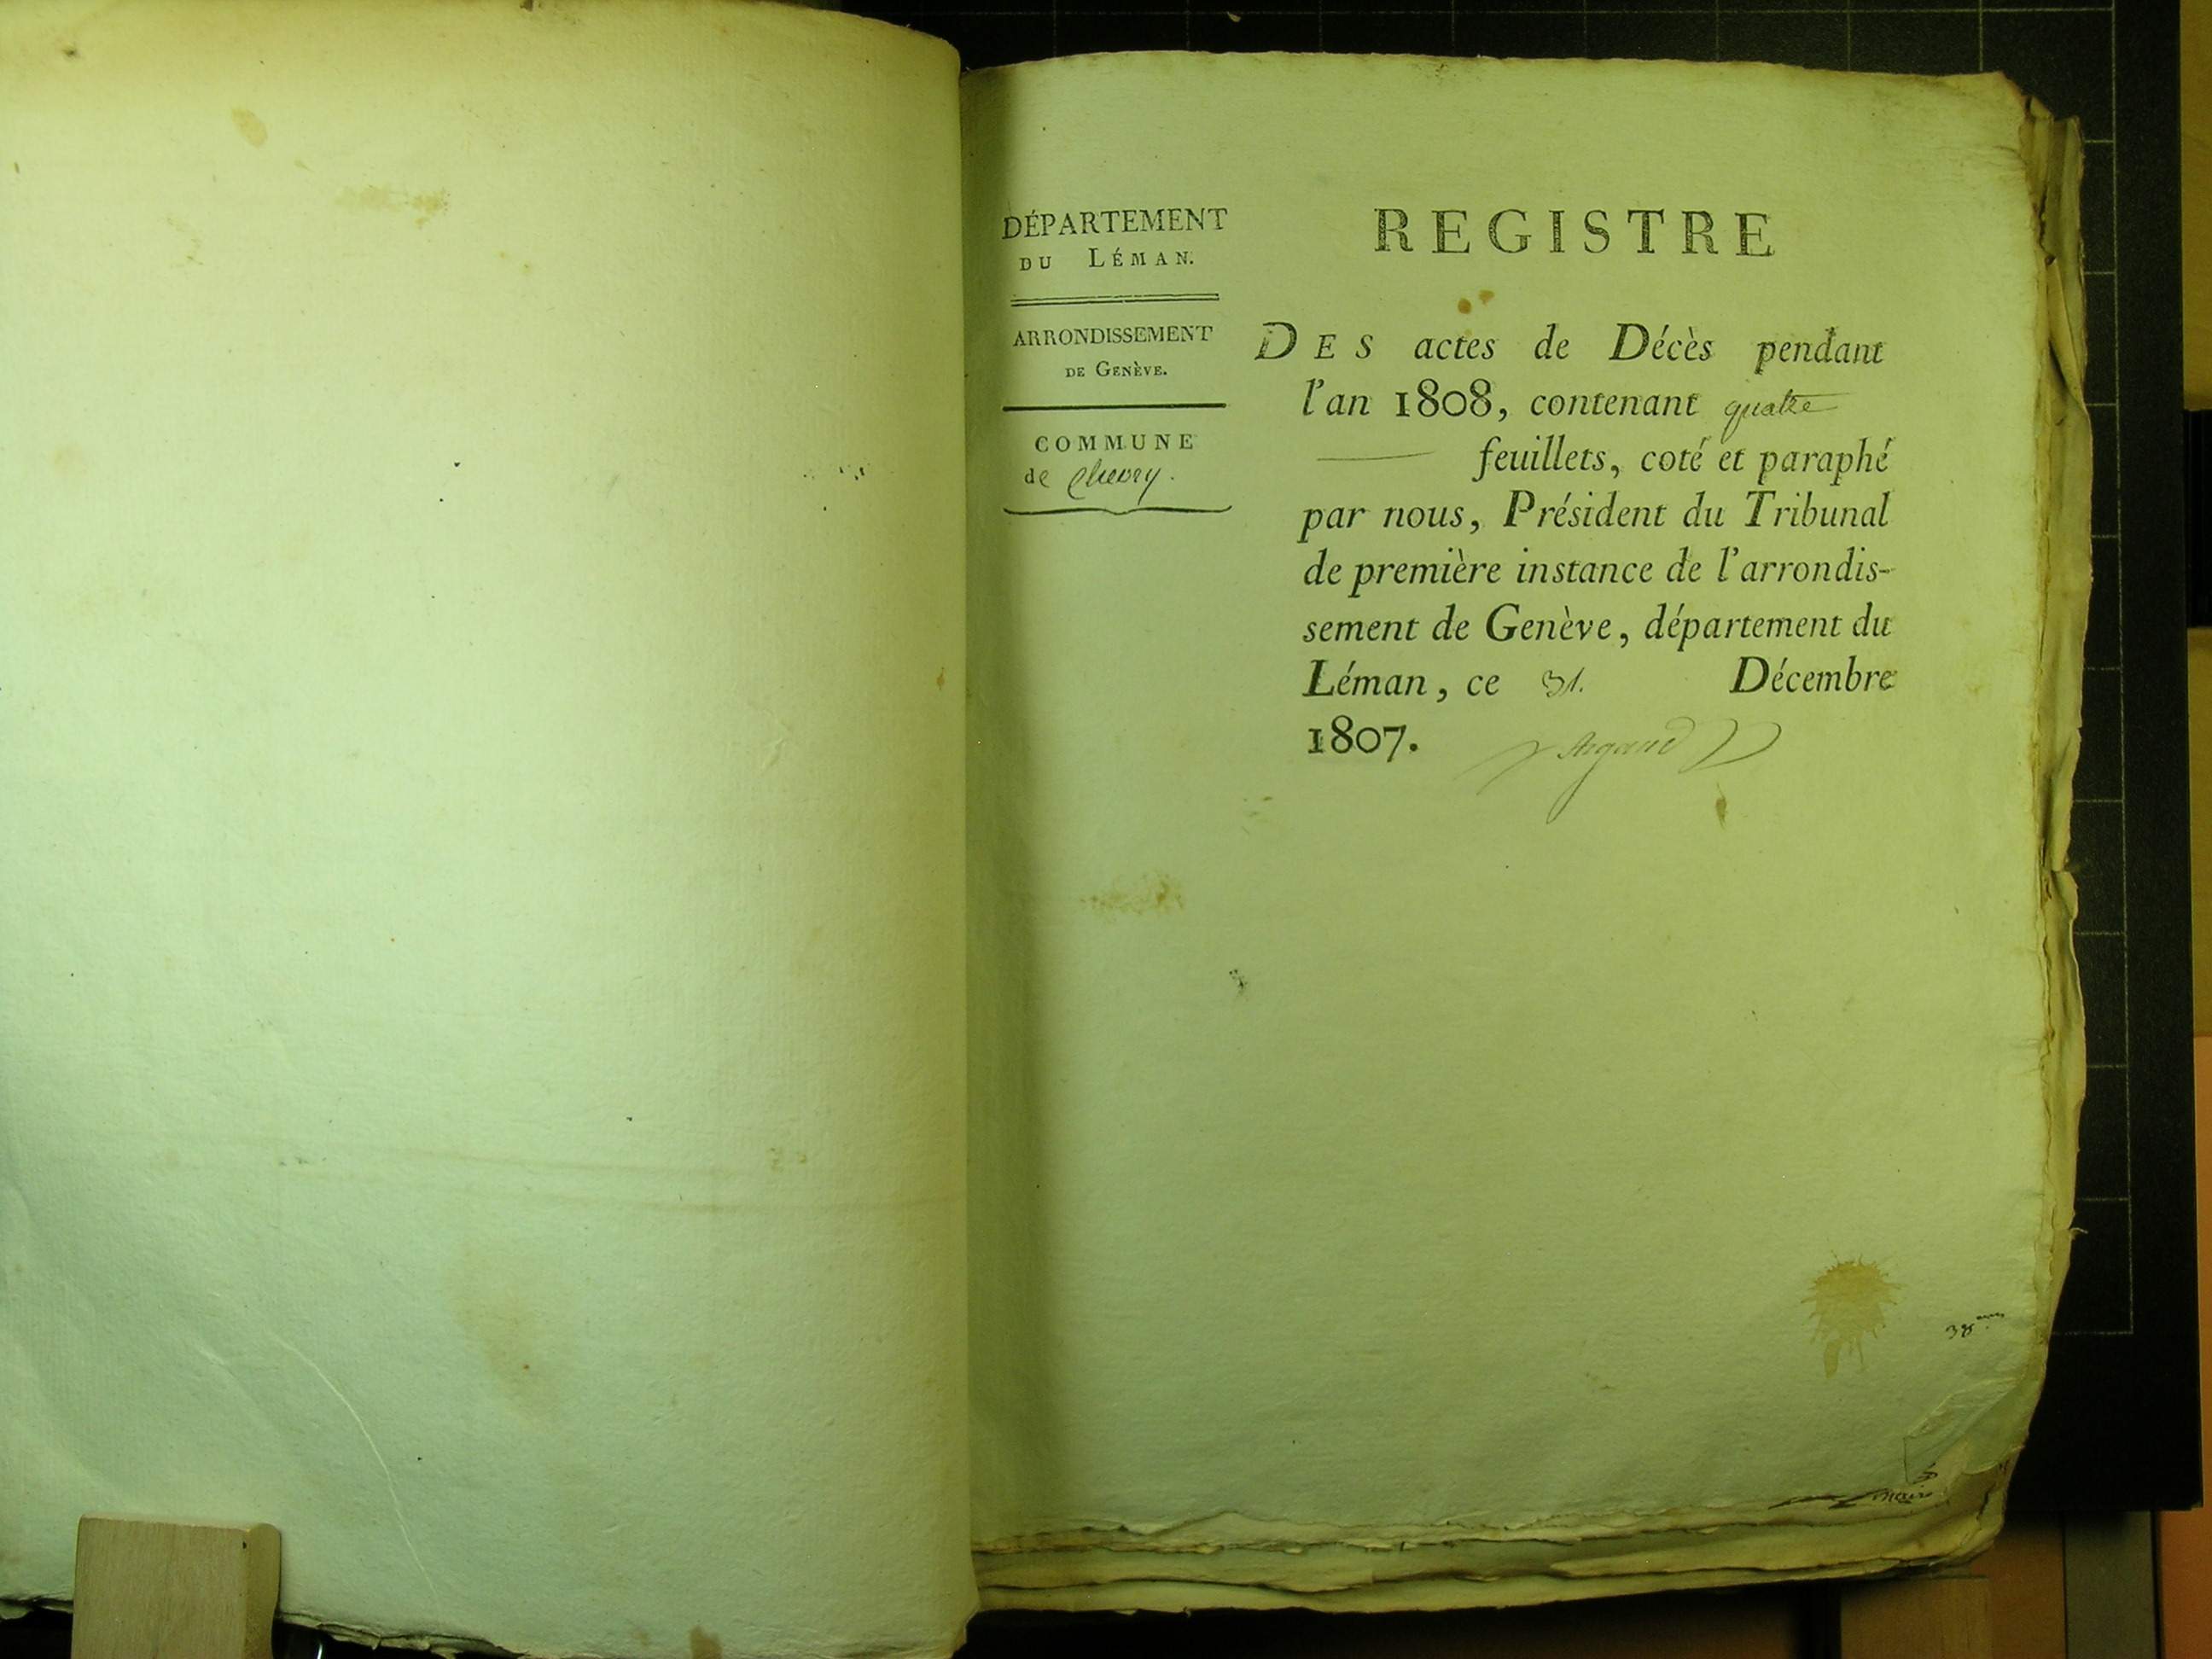 DÉPARTEMENT
DU LÉMAN.
ARRONDISSEMENT
DE GENÈVE.
COMMUNE
de Chevry.
REGISTRE
DES actes de Décès pendant
l'an 1808, contenant quatre
feuillets, coté et paraphé
par nous, Président du Tribunal
de première instance de l'arrondis-
sement de Genève, département du
Léman, ce 31. Décembre
1807. Argand
maire